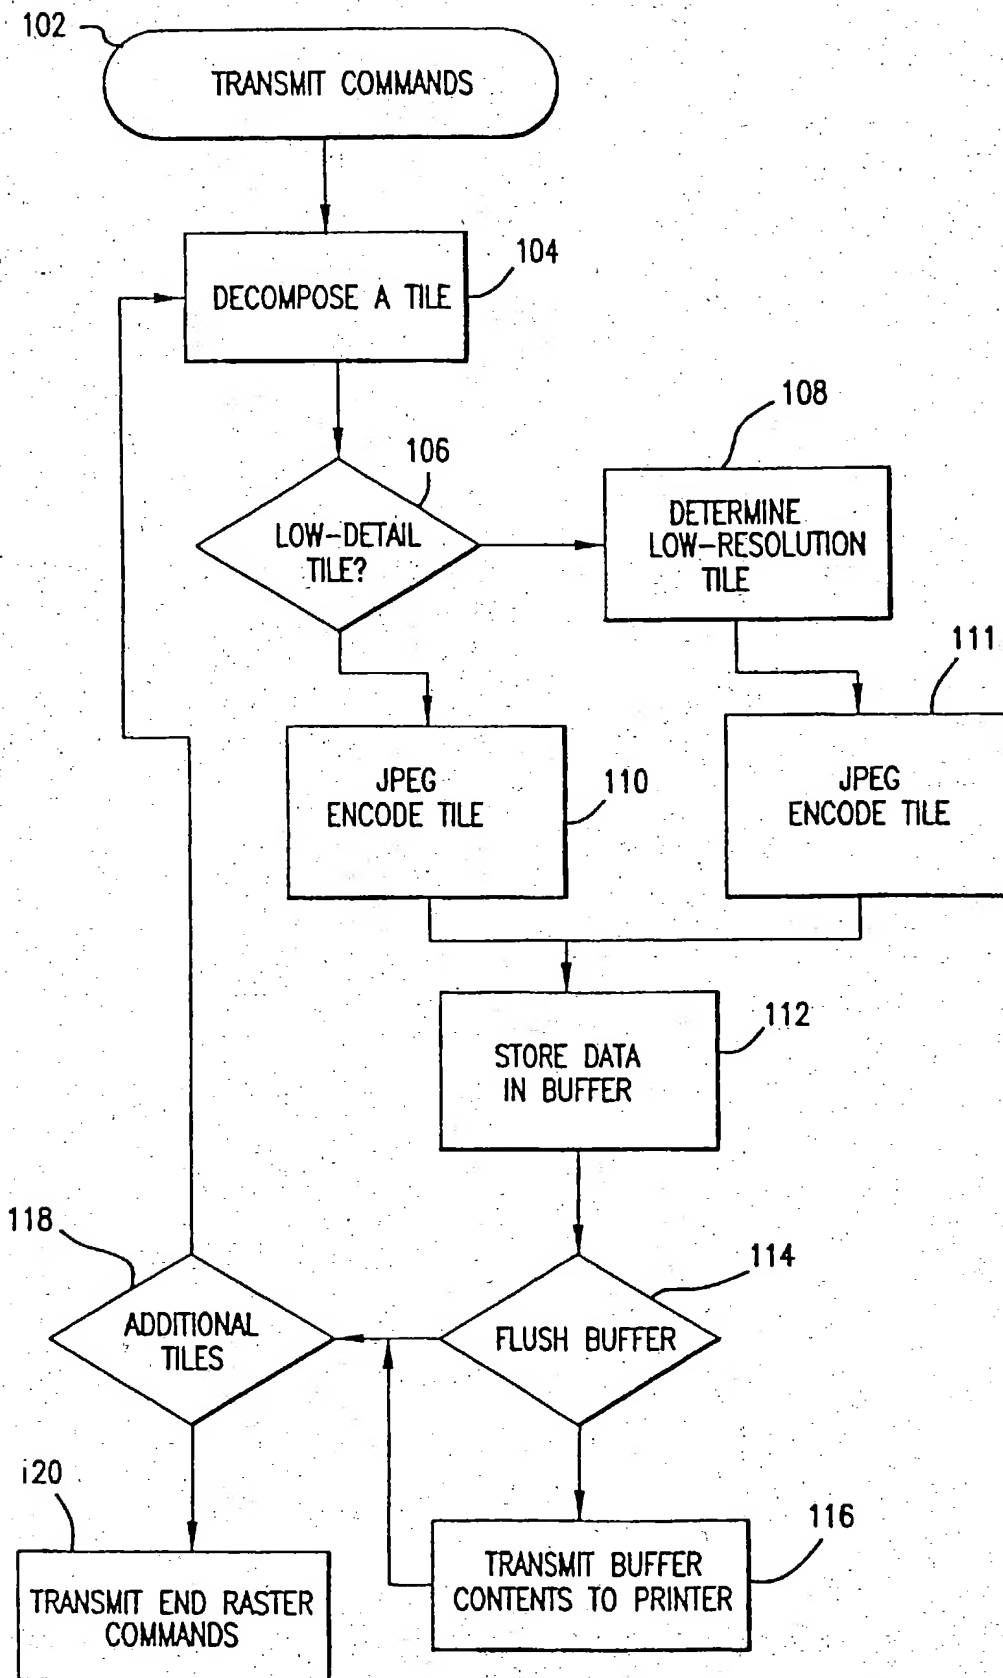 102
TRANSMIT COMMANDS
104
DECOMPOSE A TILE
106
LOW-DETAIL
TILE?
108
DETERMINE
LOW-RESOLUTION
TILE
111
JPEG
ENCODE TILE
110
JPEG
ENCODE TILE
112
STORE DATA
IN BUFFER
118
ADDITIONAL
TILES
114
FLUSH BUFFER
i20
TRANSMIT END RASTER
COMMANDS
116
TRANSMIT BUFFER
CONTENTS TO PRINTER